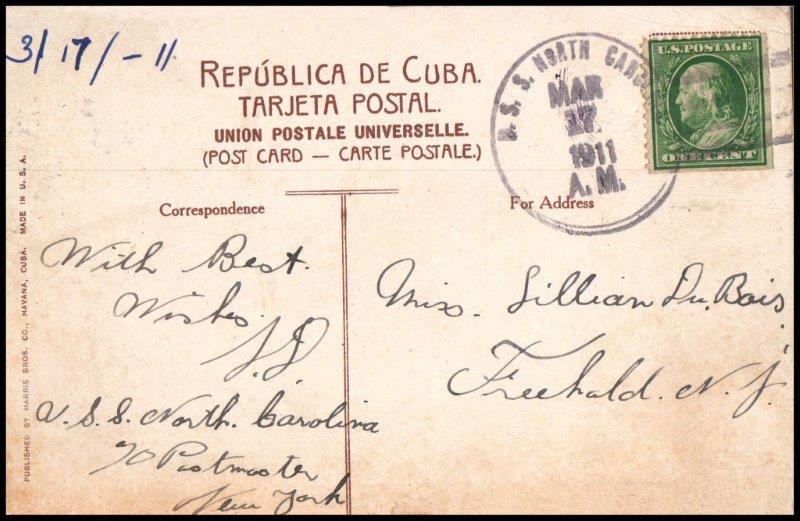 3/17/-11
REPÚBLICA DE CUBA.
TARJETA POSTAL.
UNION POSTALE UNIVERSELLE.
(POST CARD — CARTE POSTALE.)
U. S. S. NORTH CARO
MAR
17
1911
A. M.
U.S. POSTAGE
ONE CENT
Correspondence
For Address
With Best
Wishes
J.D
U.S.S. North Carolina
℅ Postmaster
New York
Miss. Lillian Du Bois
Freehold. N. J.
PUBLISHED BY HARRIS BROS. CO., HAVANA, CUBA. MADE IN U. S. A.